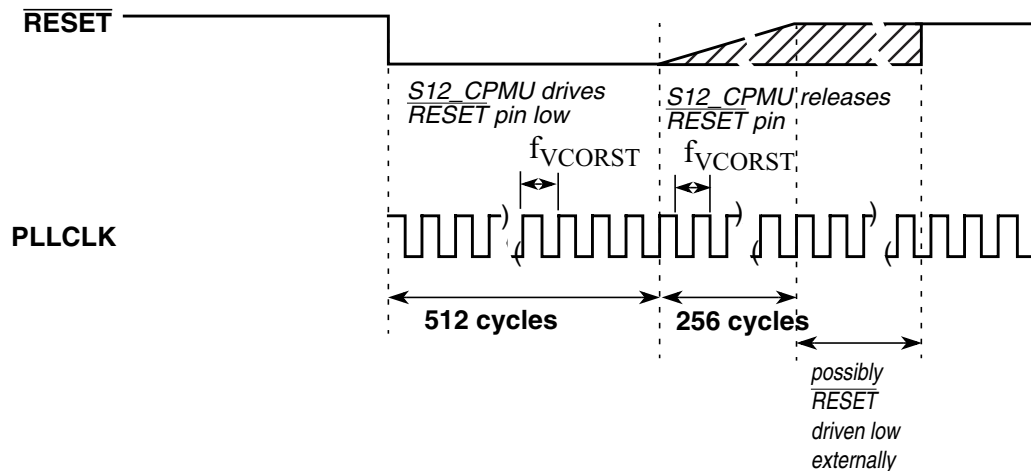 RESET
S12_CPMU drives
RESET pin low
S12_CPMU releases
RESET pin
fVCORST
fVCORST
PLLCLK
512 cycles
256 cycles
possibly
RESET
driven low
externally